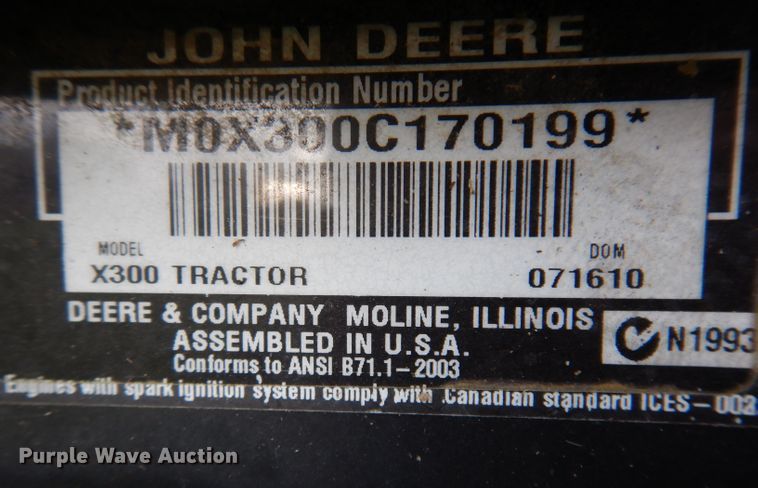 JOHN DEERE
Product Identification Number
*M0X300C170199*
MODEL DOM
X300 TRACTOR 071610
DEERE & COMPANY MOLINE, ILLINOIS
ASSEMBLED IN U.S.A. N1993
Conforms to ANSI B71.1-2003
Engines with spark ignition system comply with Canadian standard ICES-002
Purple Wave Auction